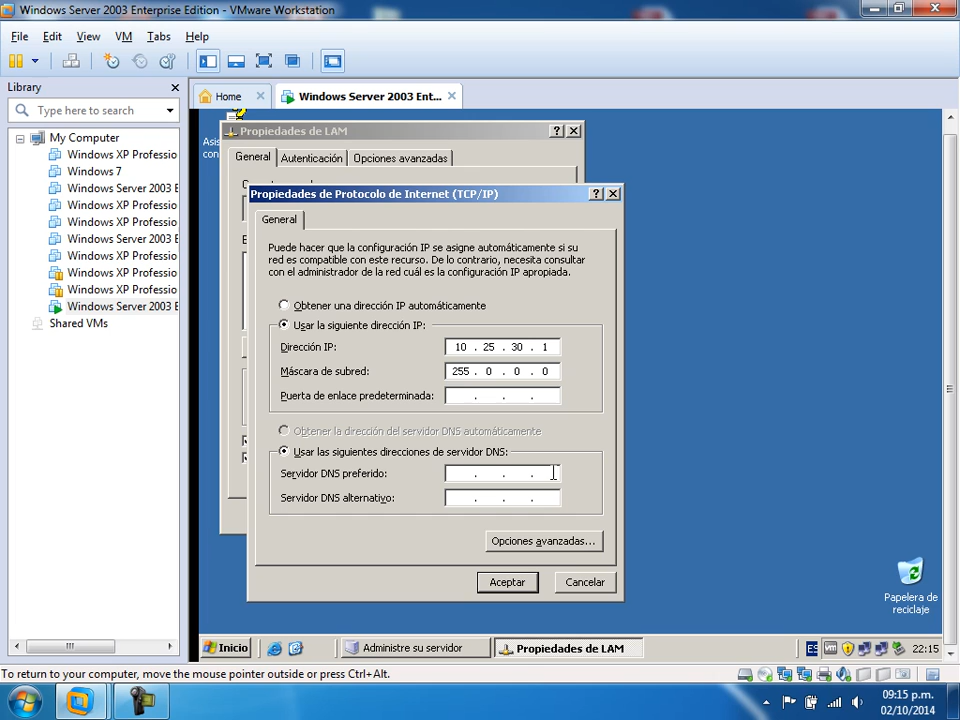 Windows Server 2003 Enterprise Edition - VMware Workstation
File Edit View VM Tabs Help
Library
Type here to search
My Computer
Windows XP Professio
Windows 7
Windows Server 2003 E
Windows XP Professio
Windows XP Professio
Windows Server 2003 E
Windows XP Professio
Windows XP Professio
Windows XP Professio
Windows Server 2003 E
Shared VMs
Home
Windows Server 2003 Ent...
Asis
con
Propiedades de LAM
General Autenticación Opciones avanzadas
Propiedades de Protocolo de Internet (TCP/IP)
General
Puede hacer que la configuración IP se asigne automáticamente si su
red es compatible con este recurso. De lo contrario, necesita consultar
con el administrador de la red cuál es la configuración IP apropiada.
Obtener una dirección IP automáticamente
Usar la siguiente dirección IP:
Dirección IP: 10 . 25 . 30 . 1
Máscara de subred: 255 . 0 . 0 . 0
Puerta de enlace predeterminada: . . .
Obtener la dirección del servidor DNS automáticamente
Usar las siguientes direcciones de servidor DNS:
Servidor DNS preferido: . . .
Servidor DNS alternativo: . . .
Opciones avanzadas...
Aceptar Cancelar
Papelera de
reciclaje
Inicio Administre su servidor Propiedades de LAM ES 22:15
To return to your computer, move the mouse pointer outside or press Ctrl+Alt.
09:15 p.m.
02/10/2014